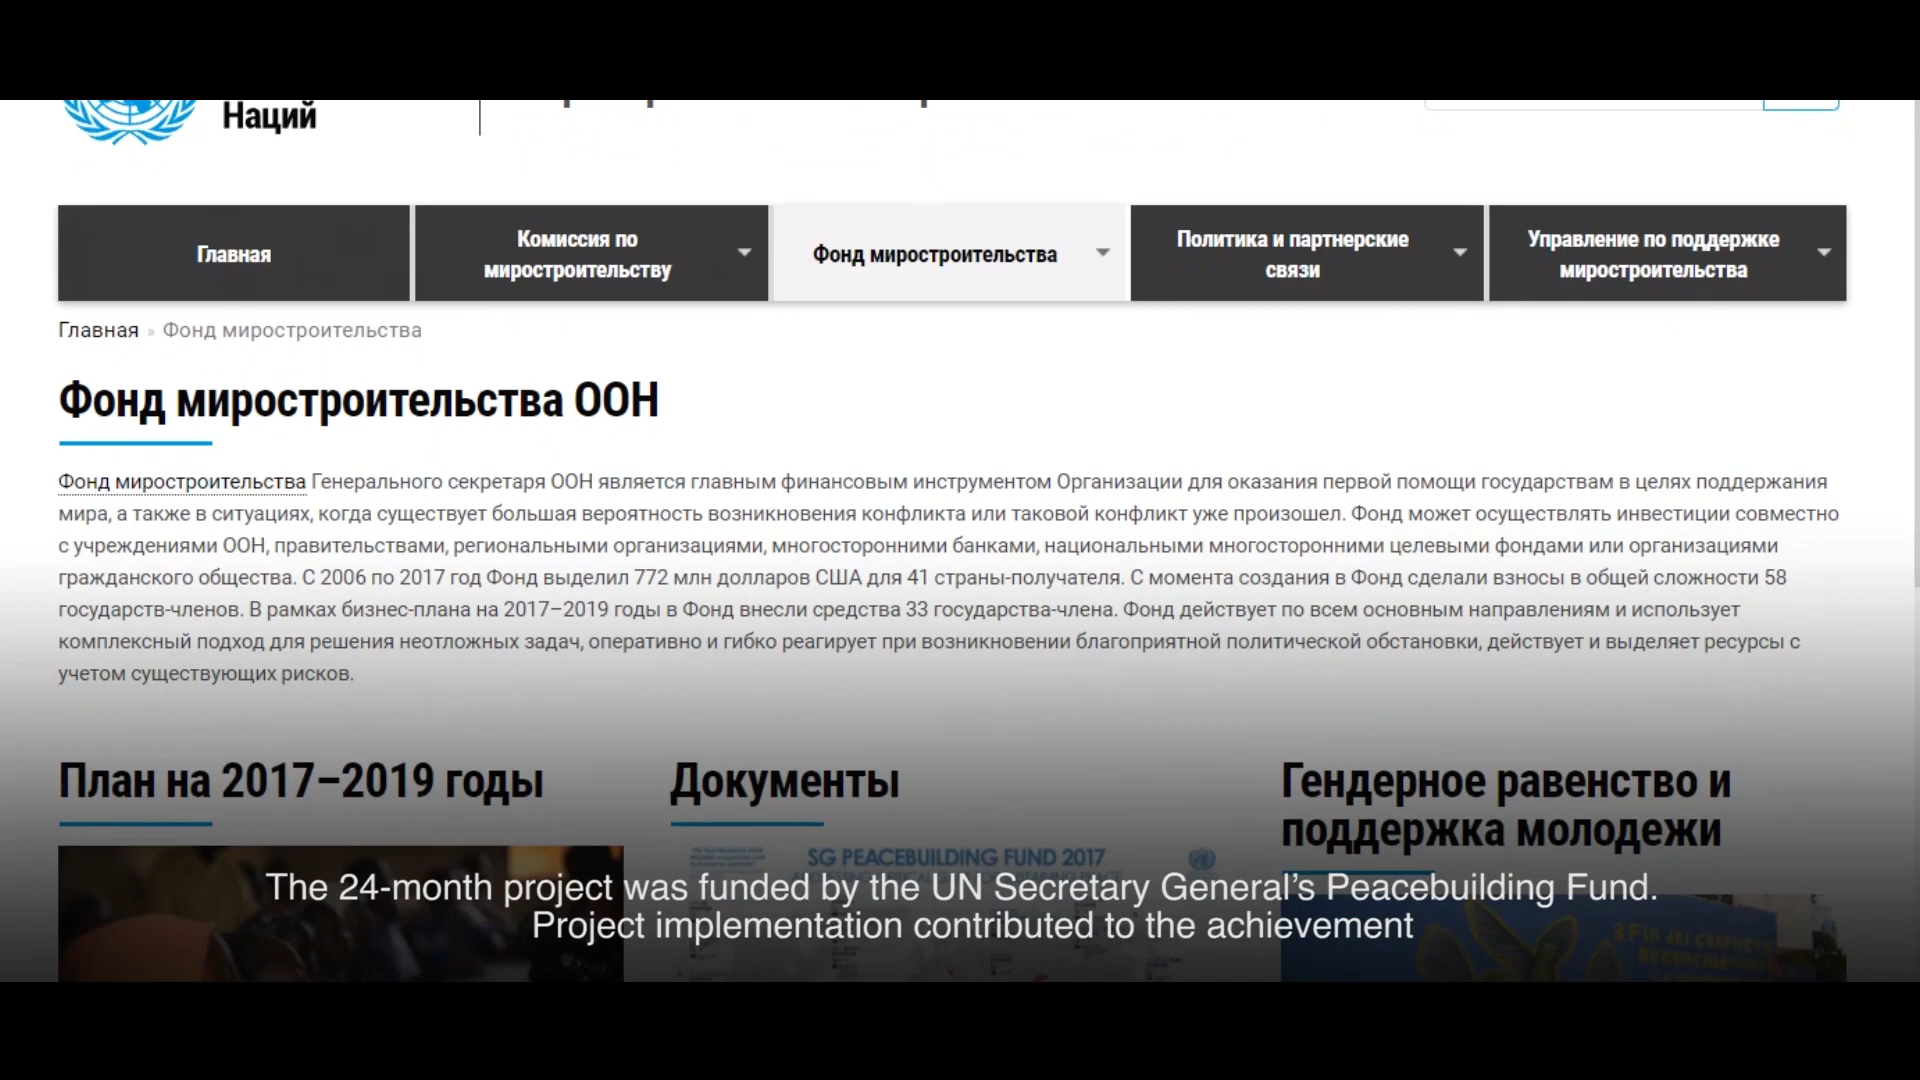 Наций
Главная
Комиссия по
миростроительству
Фонд миростроительства
Политика и партнерские
связи
Управление по поддержке
миростроительства
Главная » Фонд миростроительства
Фонд миростроительства ООН
Фонд миростроительства Генерального секретаря ООН является главным финансовым инструментом Организации для оказания первой помощи государствам в целях поддержания
мира, а также в ситуациях, когда существует большая вероятность возникновения конфликта или таковой конфликт уже произошел. Фонд может осуществлять инвестиции совместно
с учреждениями ООН, правительствами, региональными организациями, многосторонними банками, национальными многосторонними целевыми фондами или организациями
гражданского общества. С 2006 по 2017 год Фонд выделил 772 млн долларов США для 41 страны-получателя. С момента создания в Фонд сделали взносы в общей сложности 58
государств-членов. В рамках бизнес-плана на 2017–2019 годы в Фонд внесли средства 33 государства-члена. Фонд действует по всем основным направлениям и использует
комплексный подход для решения неотложных задач, оперативно и гибко реагирует при возникновении благоприятной политической обстановки, действует и выделяет ресурсы с
учетом существующих рисков.
План на 2017–2019 годы
Документы
Гендерное равенство и
поддержка молодежи
SG PEACEBUILDING FUND 2017
The 24-month project was funded by the UN Secretary General’s Peacebuilding Fund.
Project implementation contributed to the achievement